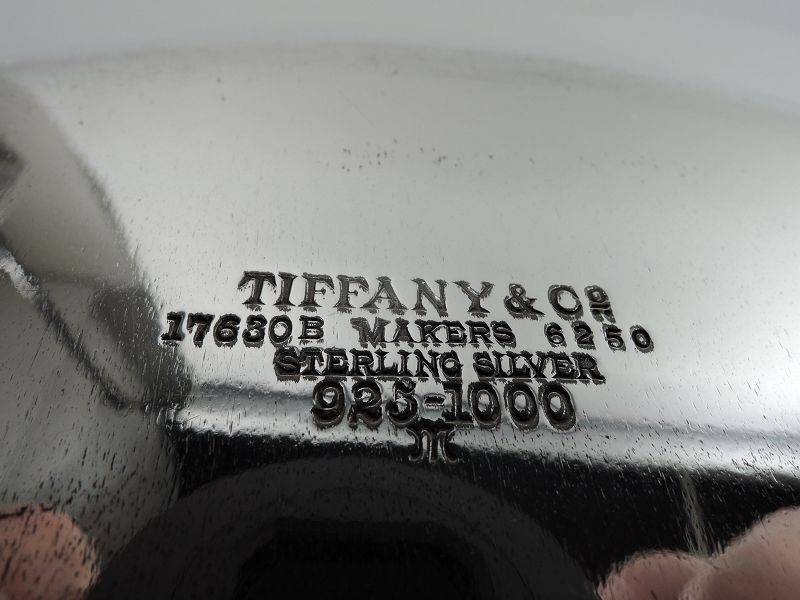 TIFFANY & Co
17630B MAKERS 6250
STERLING SILVER
925-1000
m